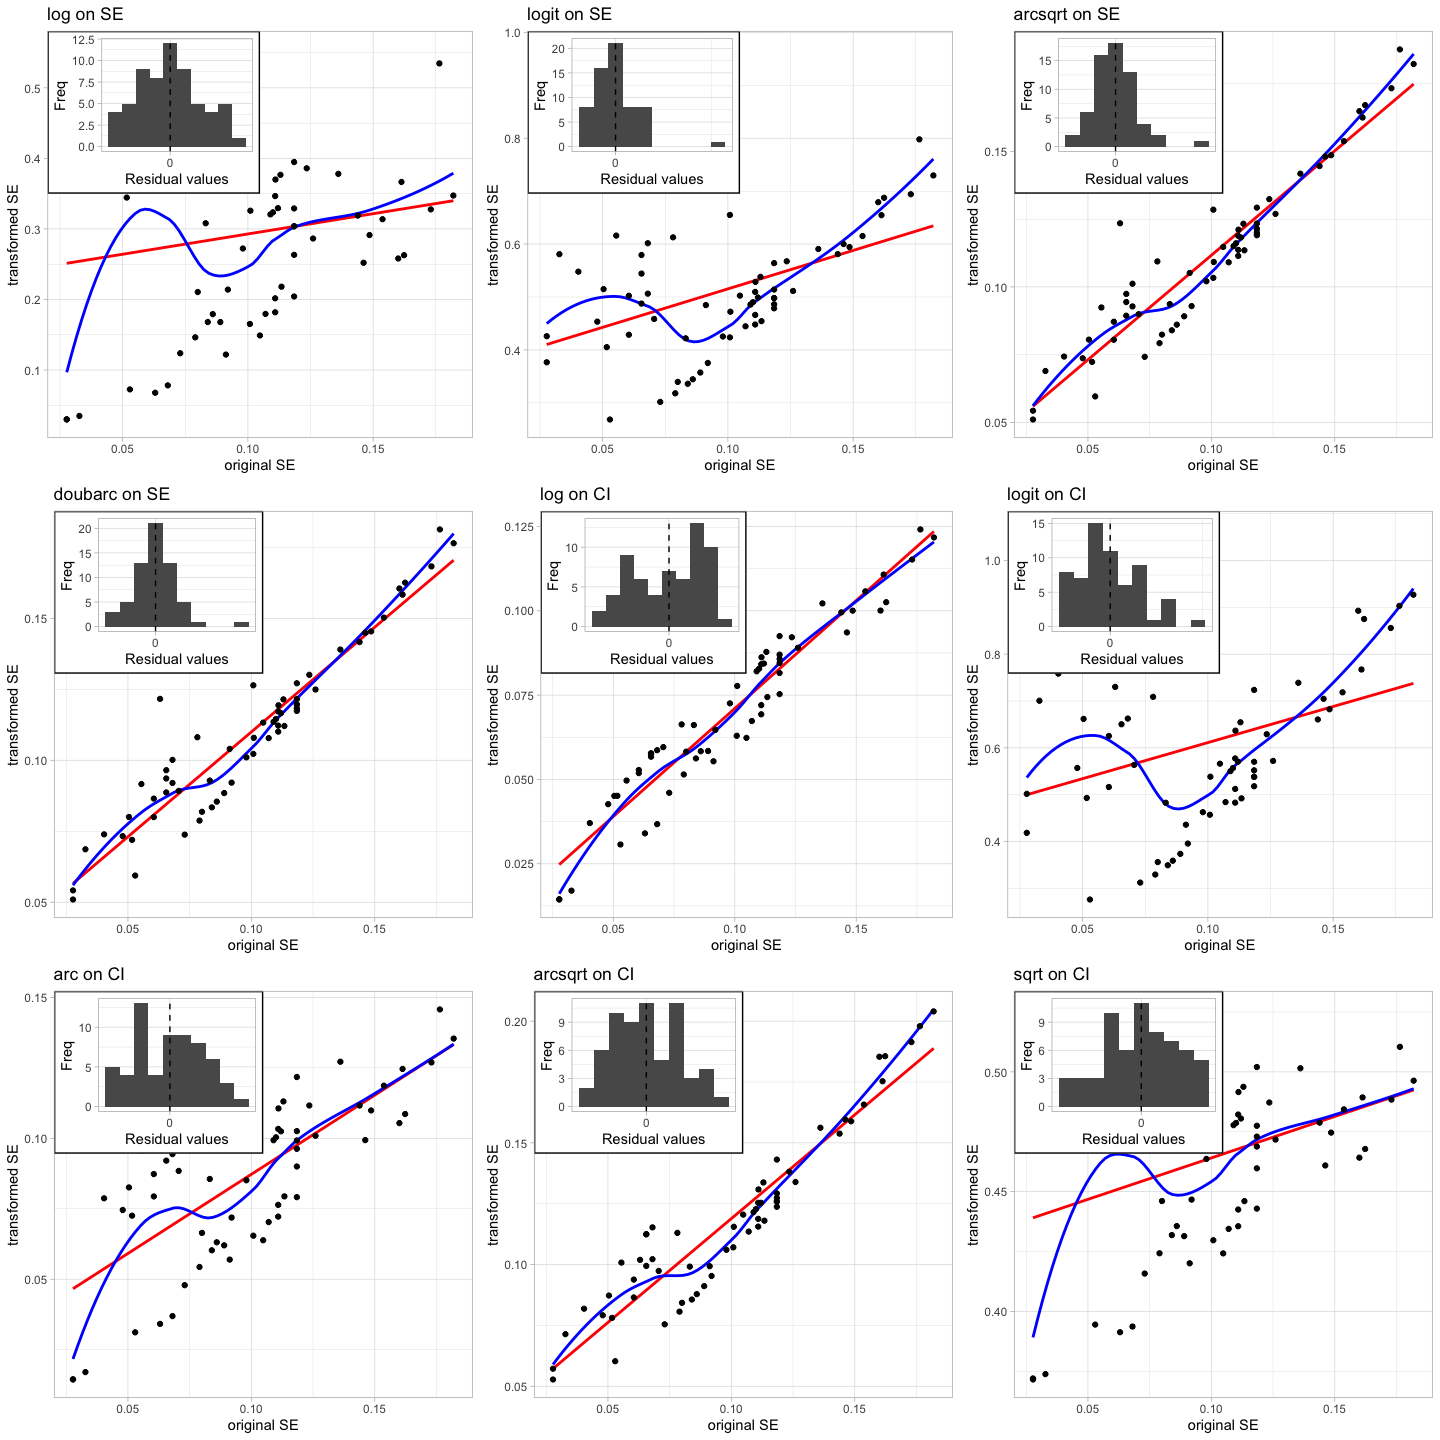 log on SE
12.5
10.0
7.5
5.0
2.5
0.0
Freq
0
Residual values
0.5
0.4
0.3
0.2
0.1
transformed SE
0.05
0.10
0.15
original SE
logit on SE
20
15
10
5
0
Freq
0
Residual values
1.0
0.8
0.6
0.4
transformed SE
0.05
0.10
0.15
original SE
arcsqrt on SE
15
10
5
0
Freq
0
Residual values
0.15
0.10
0.05
transformed SE
0.05
0.10
0.15
original SE
doubarc on SE
20
15
10
5
0
Freq
0
Residual values
0.15
0.10
0.05
transformed SE
0.05
0.10
0.15
original SE
log on CI
10
5
0
Freq
0
Residual values
0.125
0.100
0.075
0.050
0.025
transformed SE
0.05
0.10
0.15
original SE
logit on CI
15
10
5
0
Freq
0
Residual values
1.0
0.8
0.6
0.4
transformed SE
0.05
0.10
0.15
original SE
arc on CI
10
5
0
Freq
0
Residual values
0.15
0.10
0.05
transformed SE
0.05
0.10
0.15
original SE
arcsqrt on CI
9
6
3
0
Freq
0
Residual values
0.20
0.15
0.10
0.05
transformed SE
0.05
0.10
0.15
original SE
sqrt on CI
9
6
3
0
Freq
0
Residual values
0.50
0.45
0.40
transformed SE
0.05
0.10
0.15
original SE